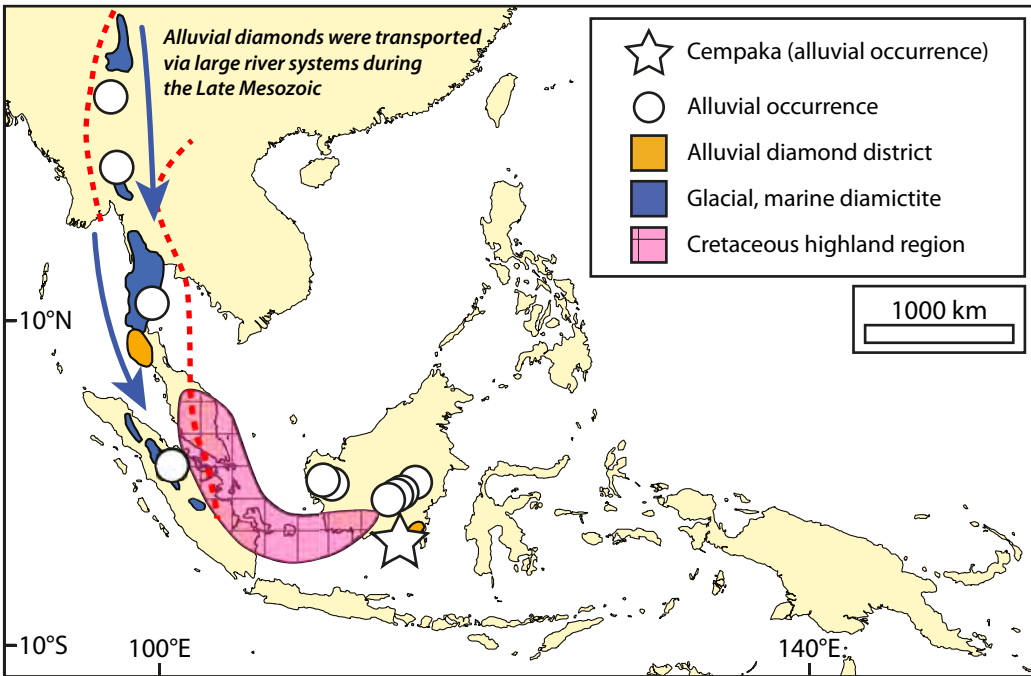 Alluvial diamonds were transported
via large river systems during
the Late Mesozoic
Cempaka (alluvial occurrence)
Alluvial occurrence
Alluvial diamond district
Glacial, marine diamictite
Cretaceous highland region
1000 km
10°N
10°S
100°E
140°E